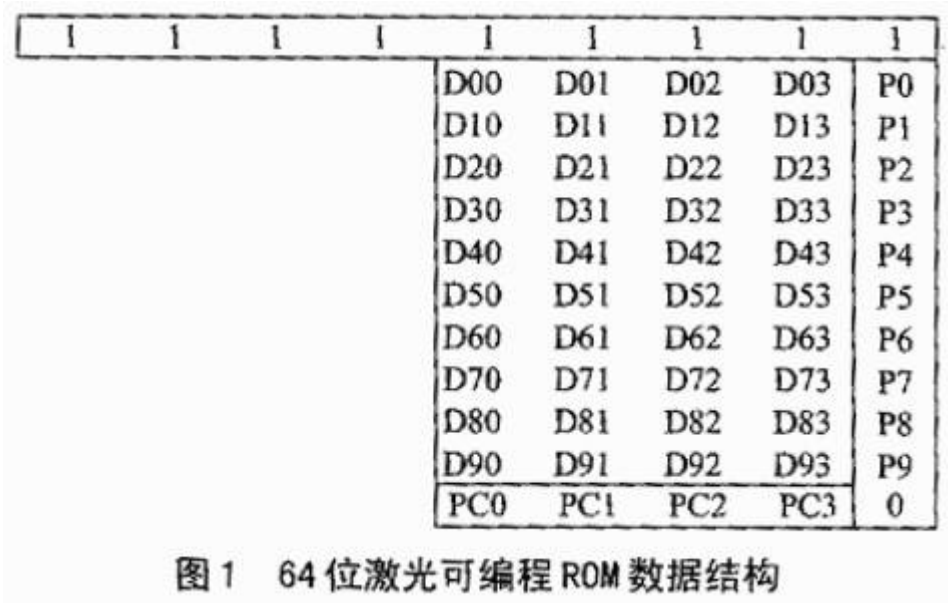 1 1 1 1 1 1 1 1 1
D00 D01 D02 D03 P0
D10 D11 D12 D13 P1
D20 D21 D22 D23 P2
D30 D31 D32 D33 P3
D40 D41 D42 D43 P4
D50 D51 D52 D53 P5
D60 D61 D62 D63 P6
D70 D71 D72 D73 P7
D80 D81 D82 D83 P8
D90 D91 D92 D93 P9
PC0 PC1 PC2 PC3 0
图1 64位激光可编程ROM数据结构